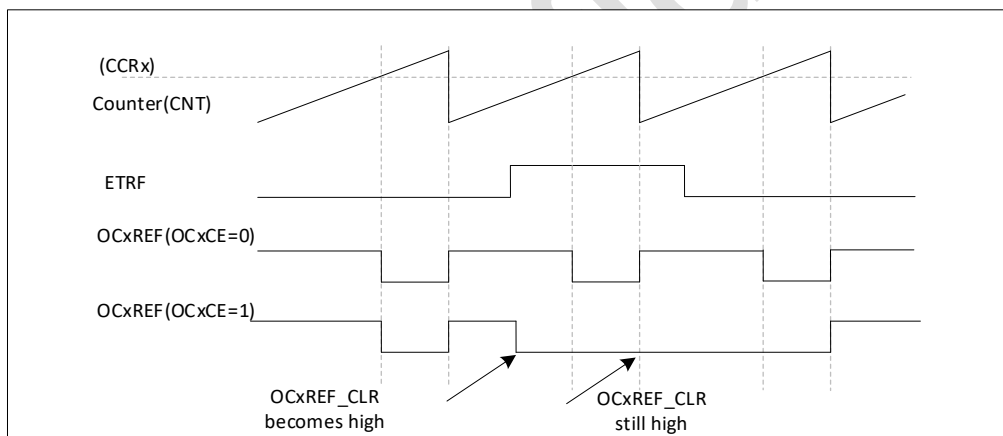 (CCRx)
Counter(CNT)
ETRF
OCxREF(OCxCE=0)
OCxREF(OCxCE=1)
OCxREF_CLR
becomes high
OCxREF_CLR
still high